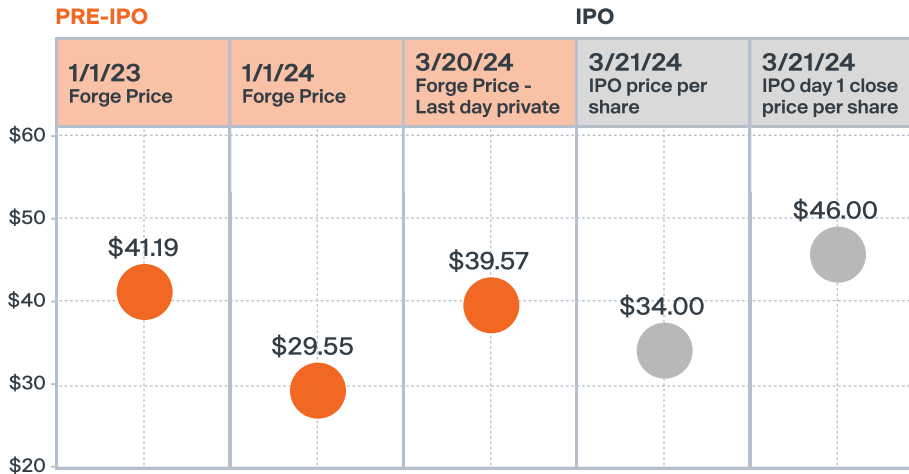 PRE-IPO
IPO
1/1/23
Forge Price
1/1/24
Forge Price
3/20/24
Forge Price -
Last day private
3/21/24
IPO price per
share
3/21/24
IPO day 1 close
price per share
$60
$50
$40
$30
$20
$41.19
$29.55
$39.57
$34.00
$46.00